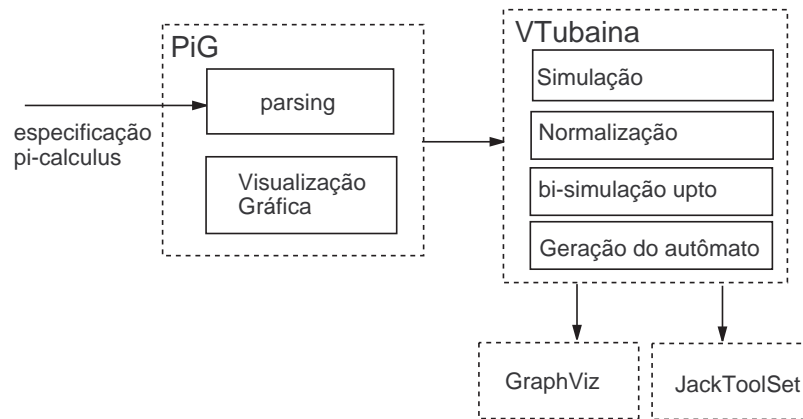 PiG
parsing
especificação
pi-calculus
Visualização
Gráfica
VTubaina
Simulação
Normalização
bi-simulação upto
Geração do autômato
GraphViz
JackToolSet